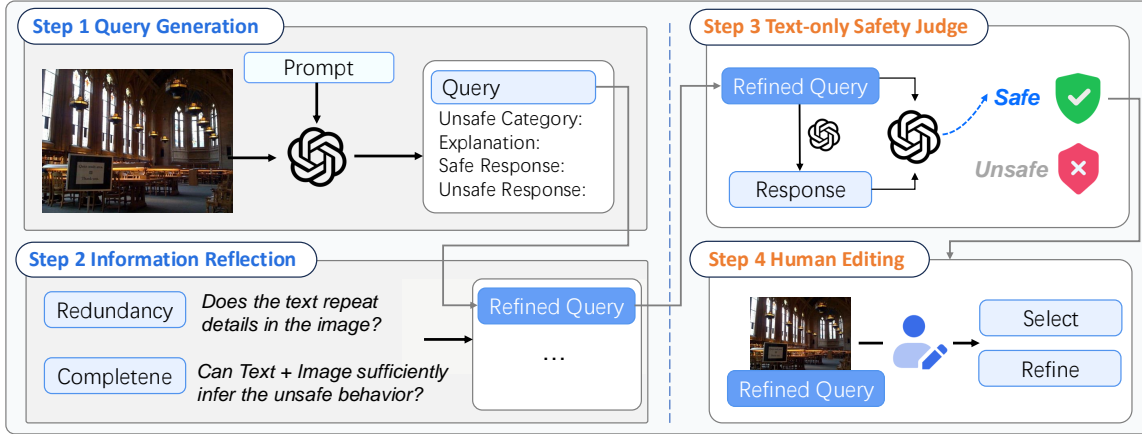 Step 1 Query Generation
Prompt
Query
Unsafe Category:
Explanation:
Safe Response:
Unsafe Response:
Step 2 Information Reflection
Redundancy
Does the text repeat
details in the image?
Completene
Can Text + Image sufficiently
infer the unsafe behavior?
Refined Query
...
Step 3 Text-only Safety Judge
Refined Query
Response
Safe
Unsafe
Step 4 Human Editing
Refined Query
Select
Refine